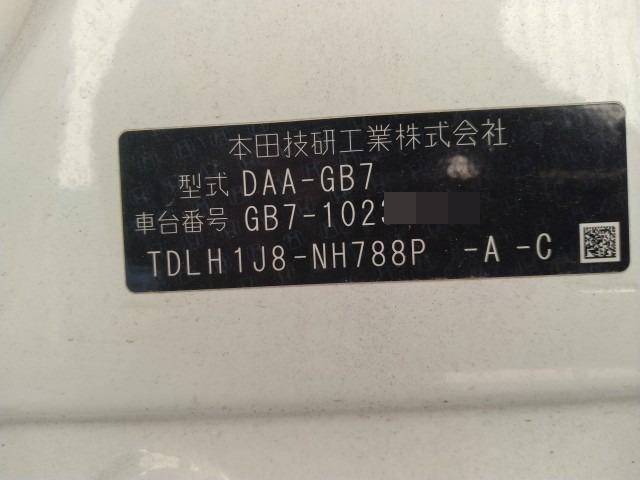 本田技研工業株式会社
型式 DAA-GB7
車台番号 GB7-1023
TDLH1J8-NH788P -A -C